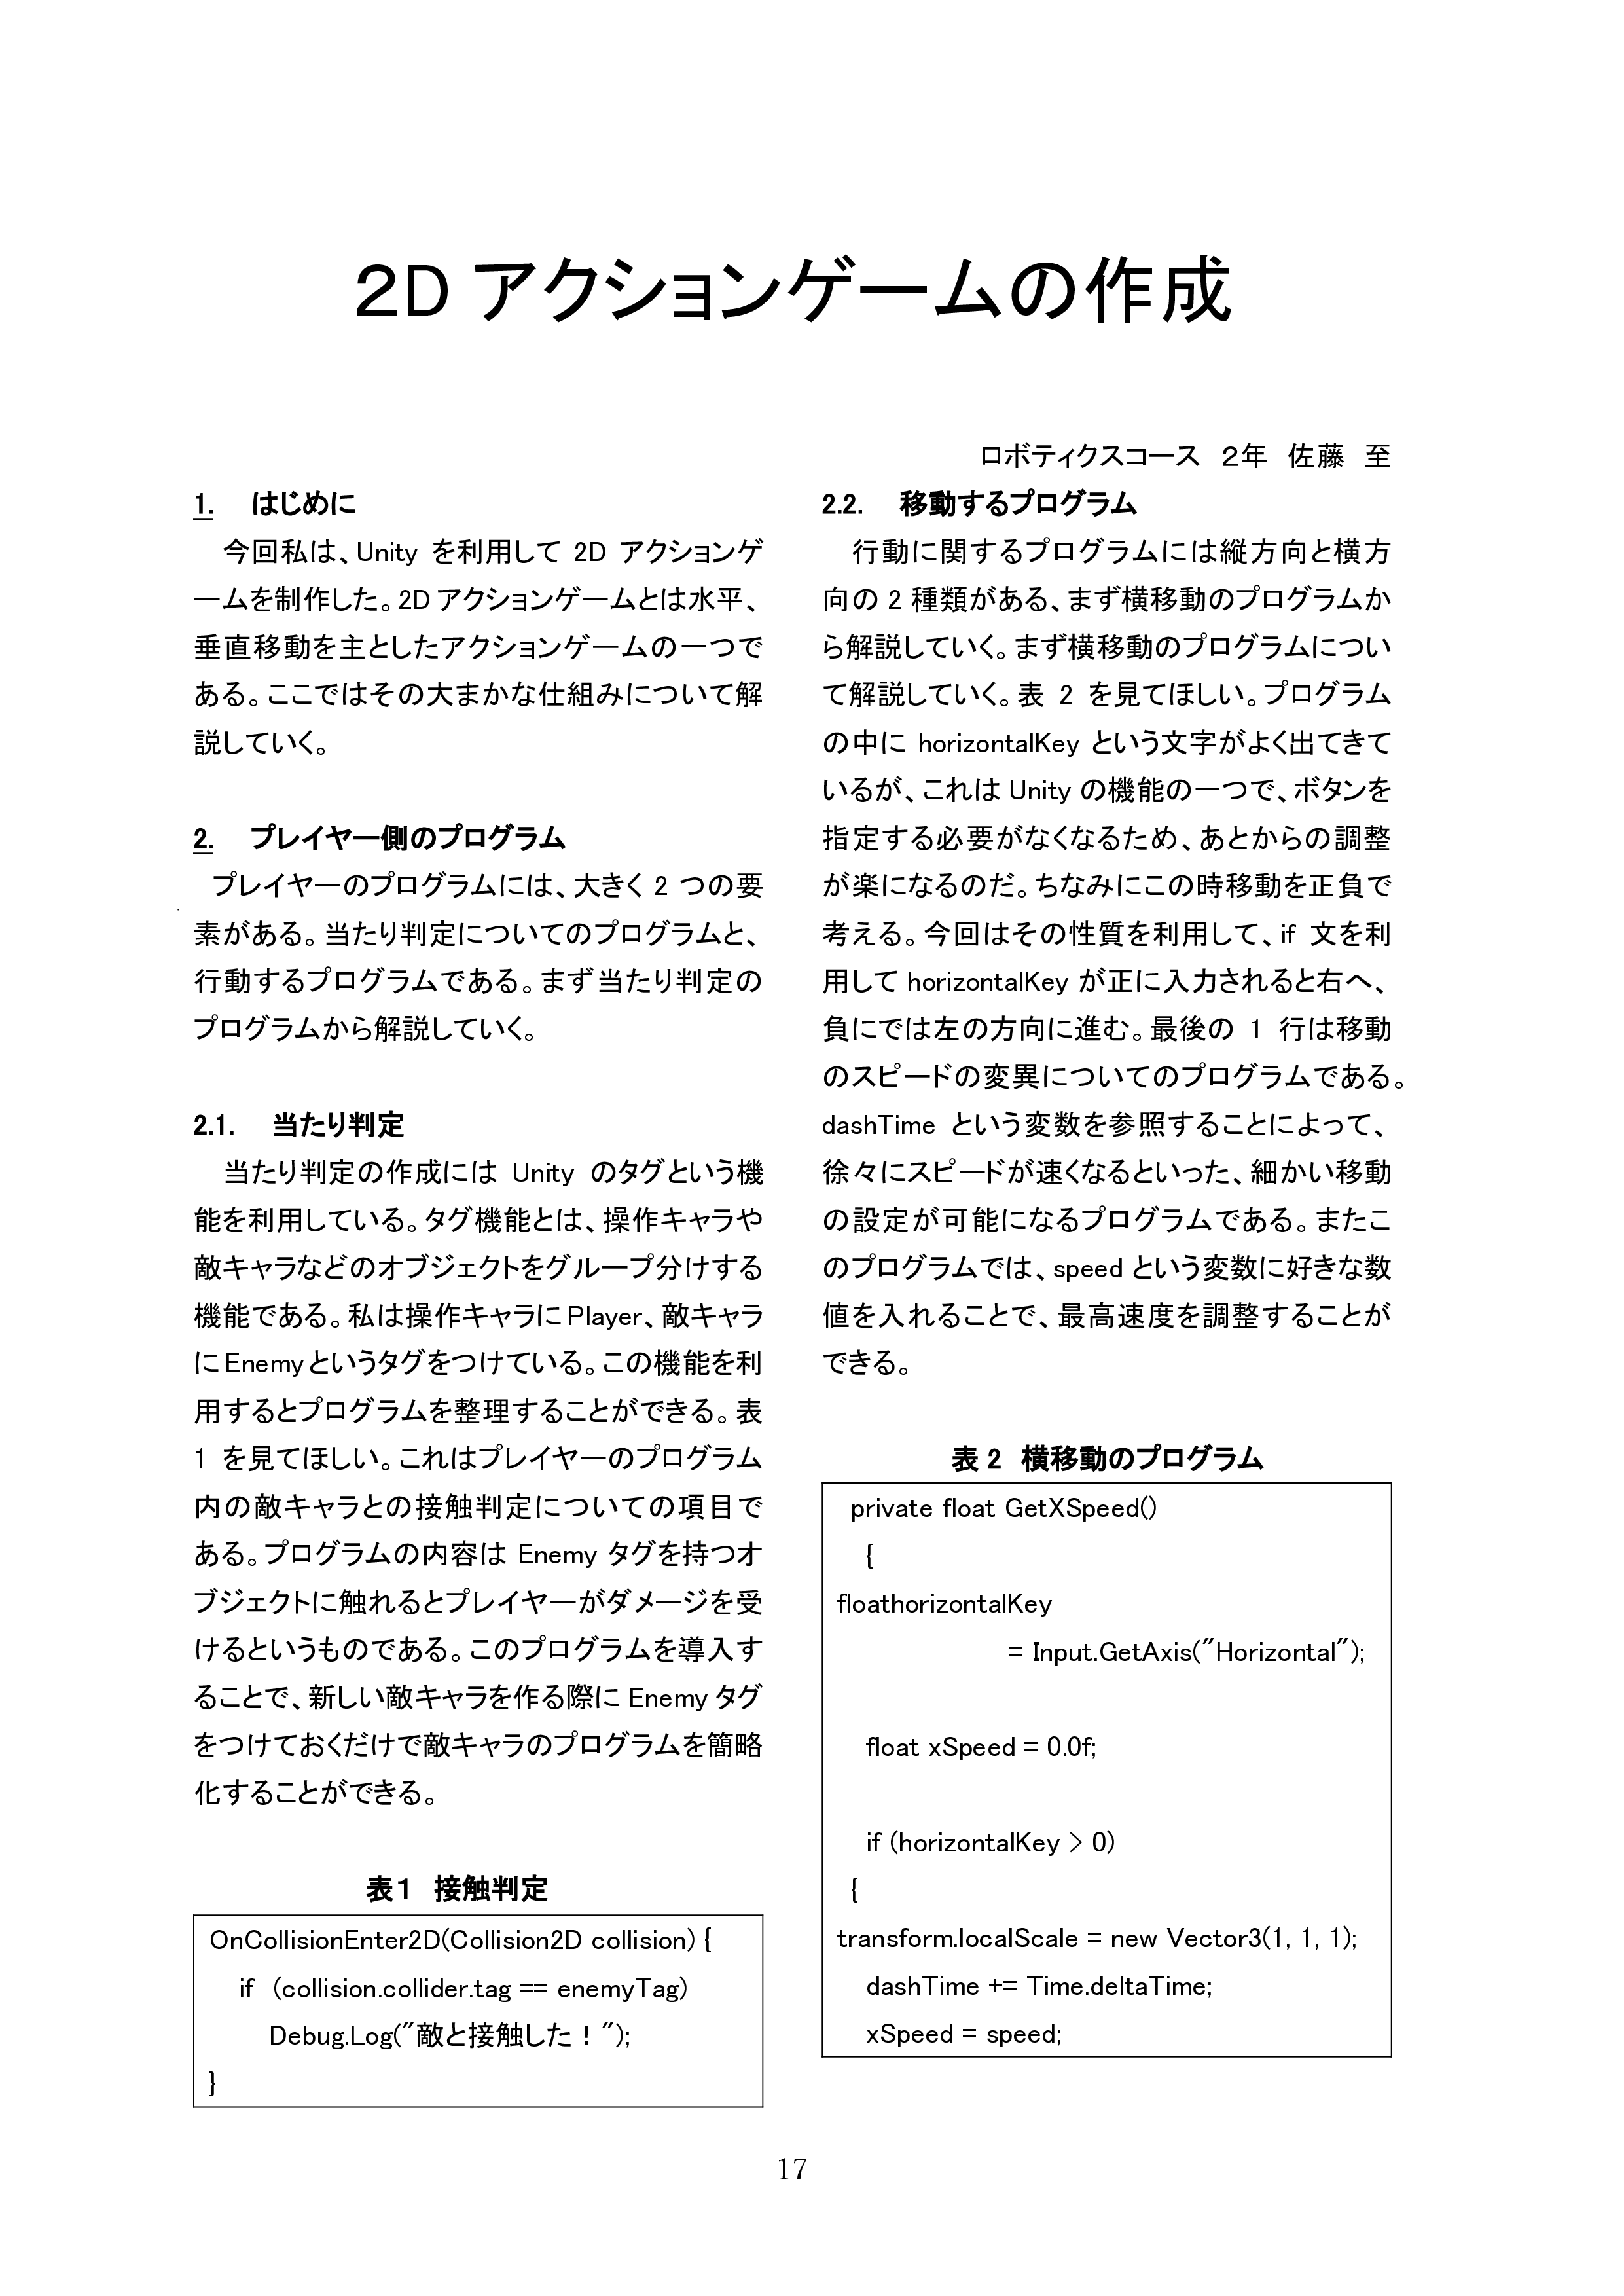 2D アクションゲームの作成
ロボティクスコース 2年 佐藤 至
1. はじめに
今回私は、Unity を利用して 2D アクションゲ
ームを制作した。2D アクションゲームとは水平、
垂直移動を主としたアクションゲームの一つで
ある。ここではその大まかな仕組みについて解
説していく。
2. プレイヤー側のプログラム
プレイヤーのプログラムには、大きく 2 つの要
素がある。当たり判定についてのプログラムと、
行動するプログラムである。まず当たり判定の
プログラムから解説していく。
2.1. 当たり判定
当たり判定の作成には Unity のタグという機
能を利用している。タグ機能とは、操作キャラや
敵キャラなどのオブジェクトをグループ分けする
機能である。私は操作キャラに Player、敵キャラ
に Enemy というタグをつけている。この機能を利
用するとプログラムを整理することができる。表
1 を見てほしい。これはプレイヤーのプログラム
内の敵キャラとの接触判定についての項目で
ある。プログラムの内容は Enemy タグを持つオ
ブジェクトに触れるとプレイヤーがダメージを受
けるというものである。このプログラムを導入す
ることで、新しい敵キャラを作る際に Enemy タグ
をつけておくだけで敵キャラのプログラムを簡略
化することができる。
表1 接触判定
OnCollisionEnter2D(Collision2D collision) {
if (collision.collider.tag == enemyTag)
Debug.Log("敵と接触した！");
}
2.2. 移動するプログラム
行動に関するプログラムには縦方向と横方
向の 2 種類がある、まず横移動のプログラムか
ら解説していく。まず横移動のプログラムについ
て解説していく。表 2 を見てほしい。プログラム
の中に horizontalKey という文字がよく出てきて
いるが、これは Unity の機能の一つで、ボタンを
指定する必要がなくなるため、あとからの調整
が楽になるのだ。ちなみにこの時移動を正負で
考える。今回はその性質を利用して、if 文を利
用して horizontalKey が正に入力されると右へ、
負にでは左の方向に進む。最後の 1 行は移動
のスピードの変異についてのプログラムである。
dashTime という変数を参照することによって、
徐々にスピードが速くなるといった、細かい移動
の設定が可能になるプログラムである。またこ
のプログラムでは、speed という変数に好きな数
値を入れることで、最高速度を調整することが
できる。
表 2 横移動のプログラム
private float GetXSpeed()
{
floathorizontalKey
= Input.GetAxis("Horizontal");
float xSpeed = 0.0f;
if (horizontalKey > 0)
{
transform.localScale = new Vector3(1, 1, 1);
dashTime += Time.deltaTime;
xSpeed = speed;
17